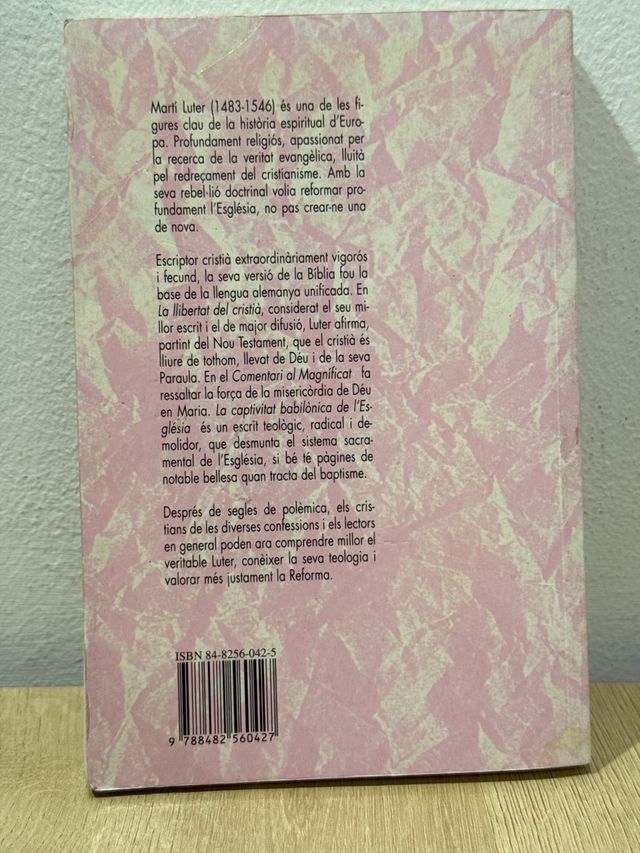 Martí Luter (1483-1546) és una de les fi-
gures clau de la història espiritual d'Euro-
pa. Profundament religiós, apassionat per
la recerca de la veritat evangèlica, lluità
pel redreçament del cristianisme. Amb la
seva rebel·lió doctrinal volia reformar pro-
fundament l'Església, no pas crear-ne una
de nova.
Escriptor cristià extraordinàriament vigorós
i fecund, la seva versió de la Bíblia fou la
base de la llengua alemanya unificada. En
La llibertat del cristià, considerat el seu mi-
llor escrit i el de major difusió, Luter afirma,
partint del Nou Testament, que el cristià és
lliure de tothom, llevat de Déu i de la seva
Paraula. En el Comentari al Magníficat fa
ressaltar la força de la misericòrdia de Déu
en Maria. La captivitat babilònica de l'Es-
glésia és un escrit teològic, radical i de-
molidor, que desmunta el sistema sacra-
mental de l'Església, si bé té pàgines de
notable bellesa quan tracta del baptisme.
Després de segles de polèmica, els cris-
tians de les diverses confessions i els lectors
en general poden ara comprendre millor el
veritable Luter, conèixer la seva teologia i
valorar més justament la Reforma.
ISBN 84-8256-042-5
9 788482 560427